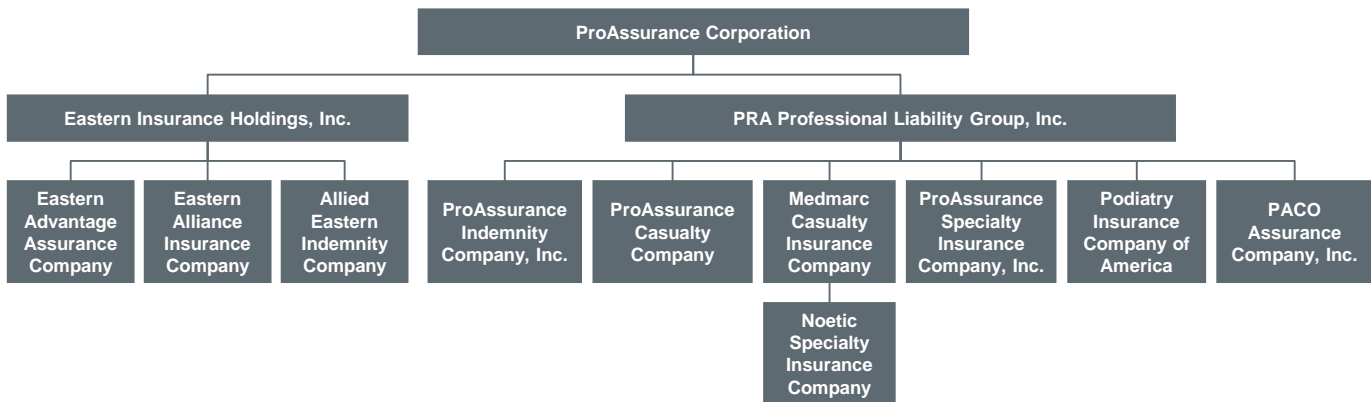 ProAssurance Corporation
Eastern Insurance Holdings, Inc.
PRA Professional Liability Group, Inc.
Eastern
Advantage
Assurance
Company
Eastern
Alliance
Insurance
Company
Allied
Eastern
Indemnity
Company
ProAssurance
Indemnity
Company, Inc.
ProAssurance
Casualty
Company
Medmarc
Casualty
Insurance
Company
ProAssurance
Specialty
Insurance
Company, Inc.
Podiatry
Insurance
Company of
America
PACO
Assurance
Company, Inc.
Noetic
Specialty
Insurance
Company